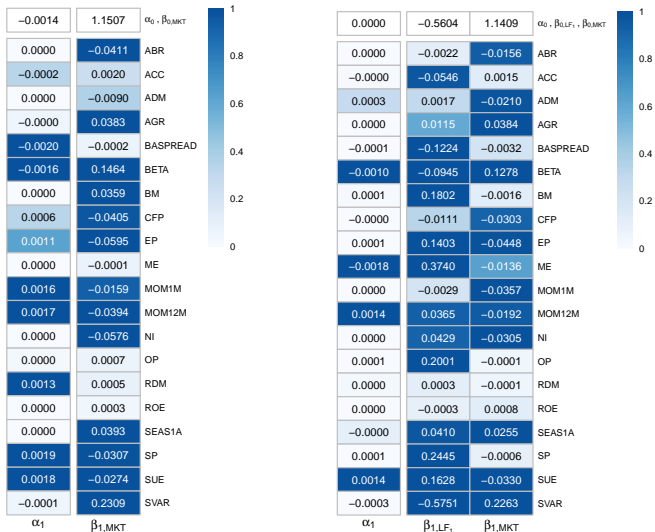 −0.0014 1.1507 α₀ , β₀,MKT
0.0000 −0.0411 ABR
−0.0002 0.0020 ACC
0.0000 −0.0090 ADM
−0.0000 0.0383 AGR
−0.0020 −0.0002 BASPREAD
−0.0016 0.1464 BETA
0.0000 0.0359 BM
0.0006 −0.0405 CFP
0.0011 −0.0595 EP
0.0000 −0.0001 ME
0.0016 −0.0159 MOM1M
0.0017 −0.0394 MOM12M
0.0000 −0.0576 NI
0.0000 0.0007 OP
0.0013 0.0005 RDM
0.0000 0.0003 ROE
0.0000 0.0393 SEAS1A
0.0019 −0.0307 SP
0.0018 −0.0274 SUE
−0.0001 0.2309 SVAR
α₁ β₁,MKT
1
0.8
0.6
0.4
0.2
0
0.0000 −0.5604 1.1409 α₀ , β₀,LF₁ , β₀,MKT
0.0000 −0.0022 −0.0156 ABR
−0.0000 −0.0546 0.0015 ACC
0.0003 0.0017 −0.0210 ADM
0.0000 0.0115 0.0384 AGR
−0.0001 −0.1224 −0.0032 BASPREAD
−0.0010 −0.0945 0.1278 BETA
0.0001 0.1802 −0.0016 BM
−0.0000 −0.0111 −0.0303 CFP
0.0001 0.1403 −0.0448 EP
−0.0018 0.3740 −0.0136 ME
0.0000 −0.0029 −0.0357 MOM1M
0.0014 0.0365 −0.0192 MOM12M
0.0000 0.0429 −0.0305 NI
0.0001 0.2001 −0.0001 OP
0.0000 0.0003 −0.0001 RDM
0.0000 −0.0003 0.0008 ROE
−0.0000 0.0410 0.0255 SEAS1A
0.0001 0.2445 −0.0006 SP
0.0014 0.1628 −0.0330 SUE
−0.0003 −0.5751 0.2263 SVAR
α₁ β₁,LF₁ β₁,MKT
1
0.8
0.6
0.4
0.2
0